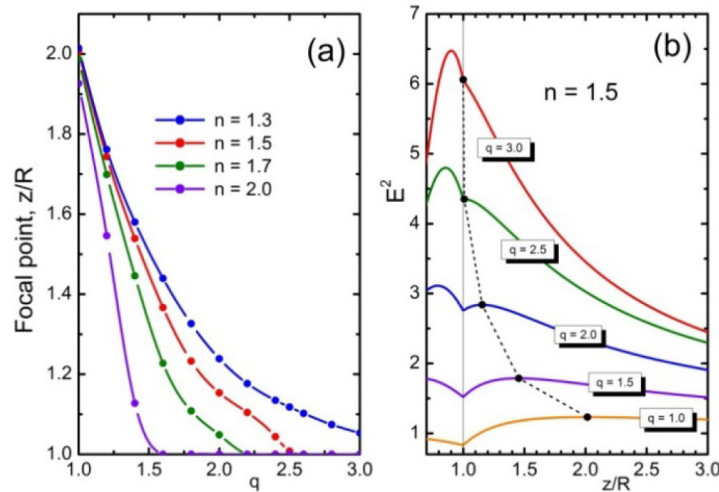 (a)
n = 1.3
n = 1.5
n = 1.7
n = 2.0
Focal point, z/R
2.0
1.8
1.6
1.4
1.2
1.0
1.0 1.5 2.0 2.5 3.0
q
(b)
n = 1.5
q = 3.0
q = 2.5
q = 2.0
q = 1.5
q = 1.0
E²
7
6
5
4
3
2
1
1.0 1.5 2.0 2.5 3.0
z/R